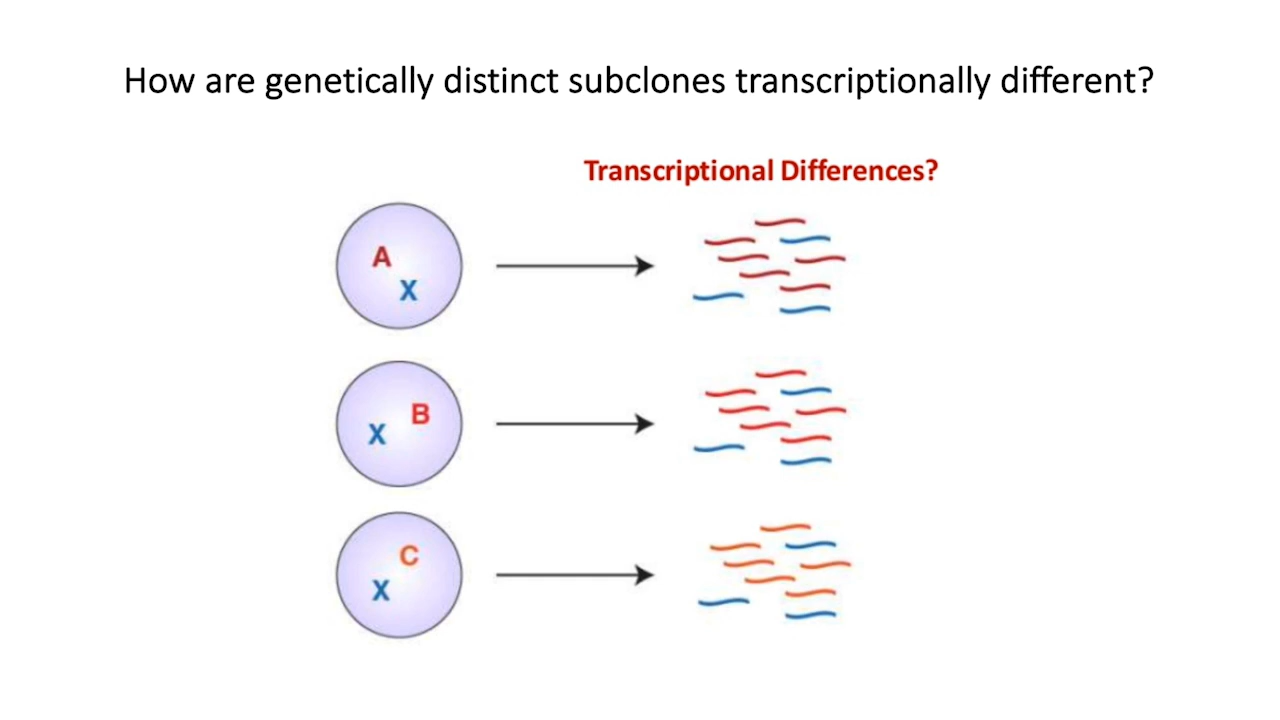 How are genetically distinct subclones transcriptionally different?
Transcriptional Differences?
A
X
B
X
C
X